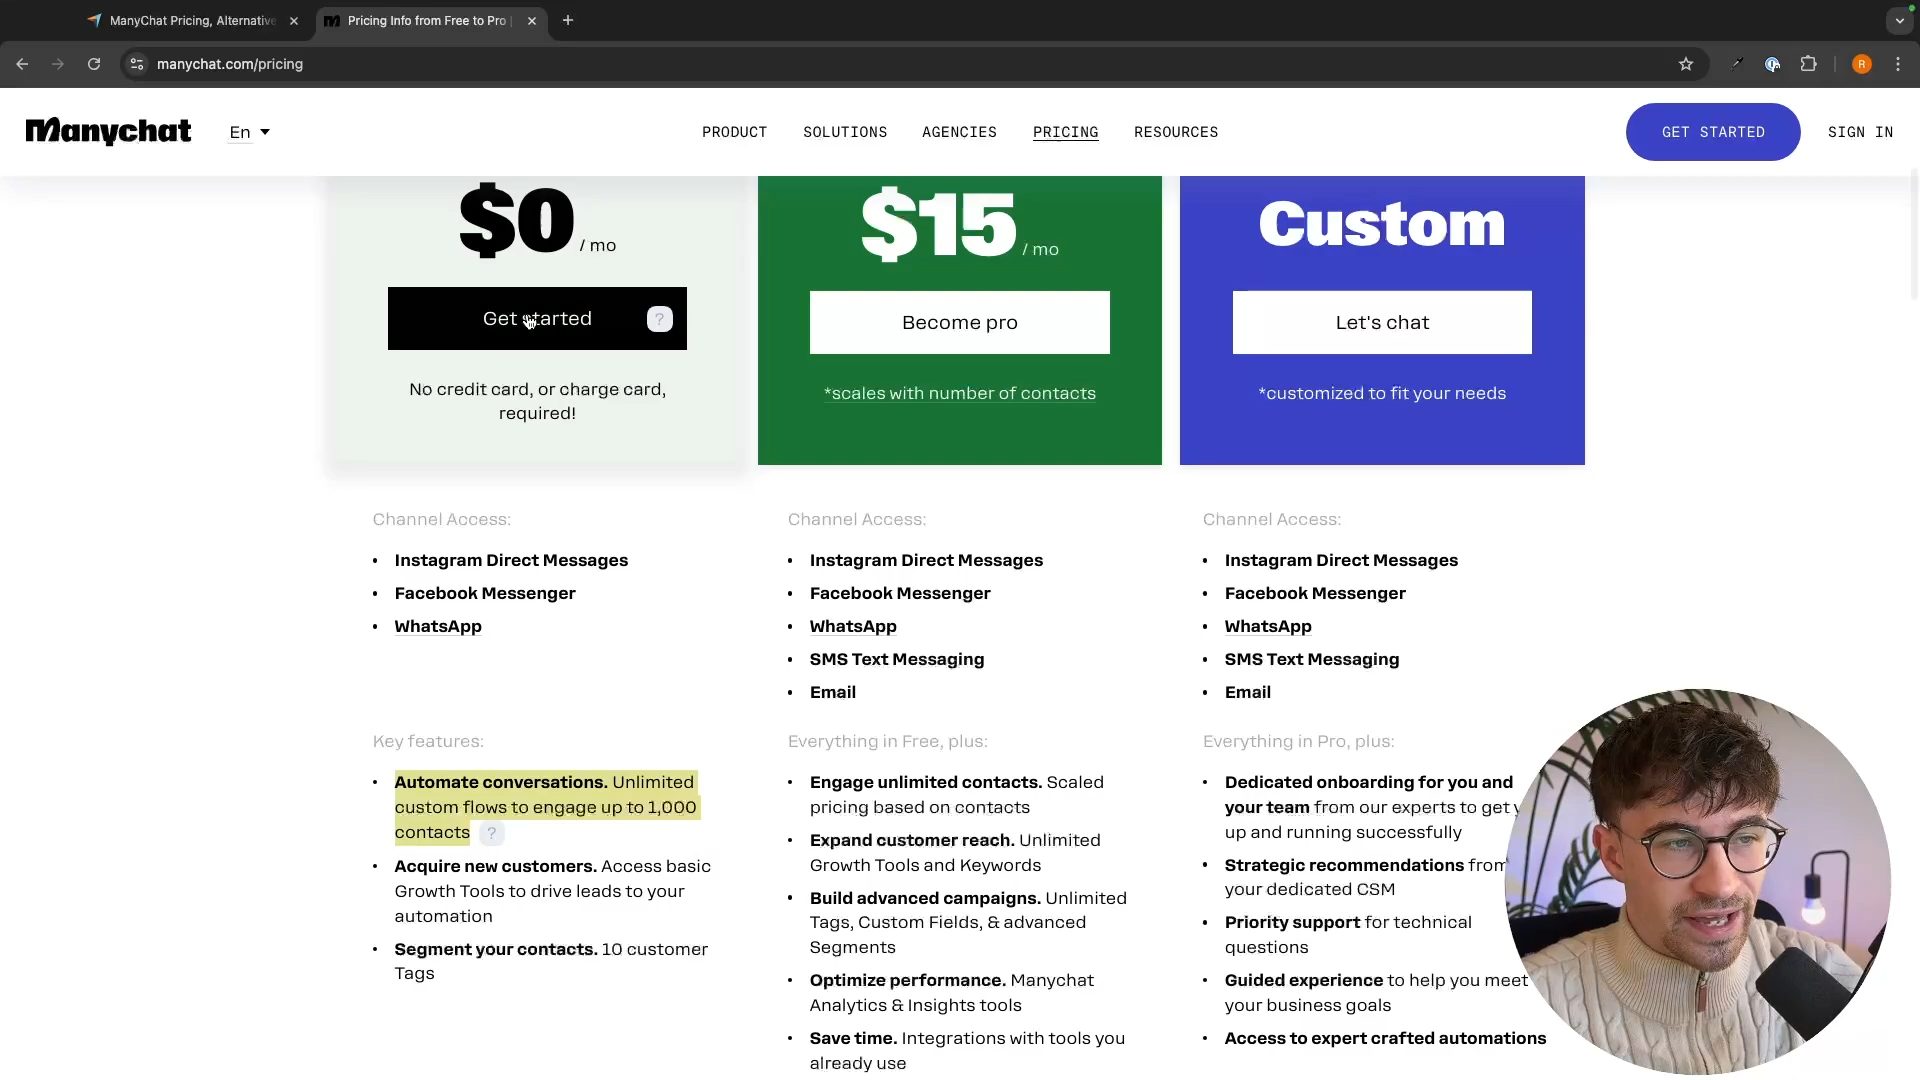 ManyChat Pricing, Alternative
Pricing Info from Free to Pro |
manychat.com/pricing
R
Manychat
En
PRODUCT
SOLUTIONS
AGENCIES
PRICING
RESOURCES
GET STARTED
SIGN IN
$0 / mo
Get started
?
No credit card, or charge card,
required!
$15 / mo
Become pro
*scales with number of contacts
Custom
Let's chat
*customized to fit your needs
Channel Access:
• Instagram Direct Messages
• Facebook Messenger
• WhatsApp
Key features:
• Automate conversations. Unlimited
custom flows to engage up to 1,000
contacts ?
• Acquire new customers. Access basic
Growth Tools to drive leads to your
automation
• Segment your contacts. 10 customer
Tags
Channel Access:
• Instagram Direct Messages
• Facebook Messenger
• WhatsApp
• SMS Text Messaging
• Email
Everything in Free, plus:
• Engage unlimited contacts. Scaled
pricing based on contacts
• Expand customer reach. Unlimited
Growth Tools and Keywords
• Build advanced campaigns. Unlimited
Tags, Custom Fields, & advanced
Segments
• Optimize performance. Manychat
Analytics & Insights tools
• Save time. Integrations with tools you
already use
Channel Access:
• Instagram Direct Messages
• Facebook Messenger
• WhatsApp
• SMS Text Messaging
• Email
Everything in Pro, plus:
• Dedicated onboarding for you and
your team from our experts to get
up and running successfully
• Strategic recommendations from
your dedicated CSM
• Priority support for technical
questions
• Guided experience to help you meet
your business goals
• Access to expert crafted automations